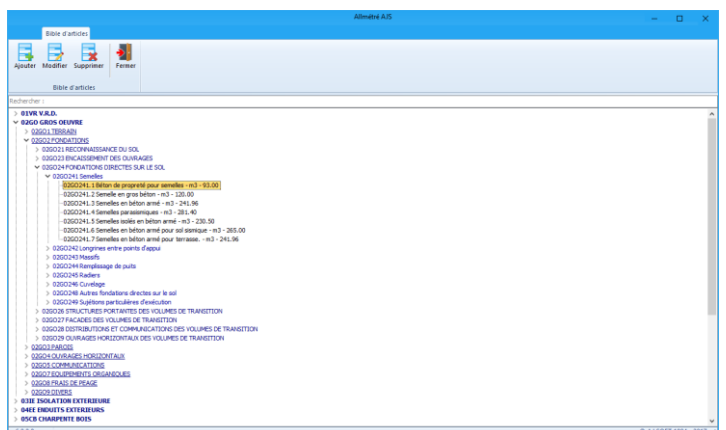 Allmétré AJS
Bible d'articles
Ajouter Modifier Supprimer Fermer
Bible d'articles
Rechercher :
01VR V.R.D.
02GO GROS OEUVRE
02GO1 TERRAIN
02GO2 FONDATIONS
02GO21 RECONNAISSANCE DU SOL
02GO23 ENCAISSEMENT DES OUVRAGES
02GO24 FONDATIONS DIRECTES SUR LE SOL
02GO241 Semelles
02GO241.1 Béton de propreté pour semelles - m3 - 93.00
02GO241.2 Semelle en gros béton - m3 - 120.00
02GO241.3 Semelles en béton armé - m3 - 241.96
02GO241.4 Semelles parasismiques - m3 - 281.40
02GO241.5 Semelles isolés en béton armé - m3 - 230.50
02GO241.6 Semelles en béton armé pour sol sismique - m3 - 265.00
02GO241.7 Semelles en béton armé pour terrasse. - m3 - 241.96
02GO242 Longrines entre points d'appui
02GO243 Massifs
02GO244 Remplissage de puits
02GO245 Radiers
02GO246 Cuvelage
02GO248 Autres fondations directes sur le sol
02GO249 Sujétions particulières d'exécution
02GO26 STRUCTURES PORTANTES DES VOLUMES DE TRANSITION
02GO27 FACADES DES VOLUMES DE TRANSITION
02GO28 DISTRIBUTIONS ET COMMUNICATIONS DES VOLUMES DE TRANSITION
02GO29 OUVRAGES HORIZONTAUX DES VOLUMES DE TRANSITION
02GO3 PAROIS
02GO4 OUVRAGES HORIZONTAUX
02GO5 COMMUNICATIONS
02GO7 EQUIPEMENTS ORGANIQUES
02GO8 FRAIS DE PEAGE
02GO9 DIVERS
03IE ISOLATION EXTERIEURE
04EE ENDUITS EXTERIEURS
05CB CHARPENTE BOIS